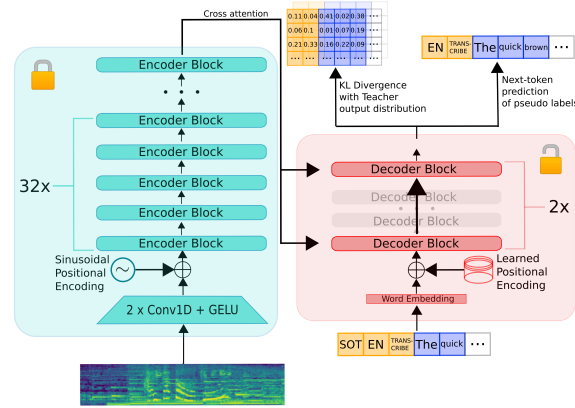 Cross attention
0.11 0.04 0.41 0.02 0.38 ...
0.06 0.1 0.01 0.07 0.19 ...
0.21 0.33 0.16 0.22 0.09 ...
... ... ... ... ... ...
EN TRANS-CRIBE The quick brown ...
KL Divergence
with Teacher
output distribution
Next-token
prediction
of pseudo labels
Encoder Block
• • •
Encoder Block
Encoder Block
Encoder Block
Encoder Block
Encoder Block
32x
Sinusoidal
Positional
Encoding
2 x Conv1D + GELU
Decoder Block
Decoder Block
Decoder Block
Decoder Block
2x
Learned
Positional
Encoding
Word Embedding
SOT EN TRANS-CRIBE The quick ...